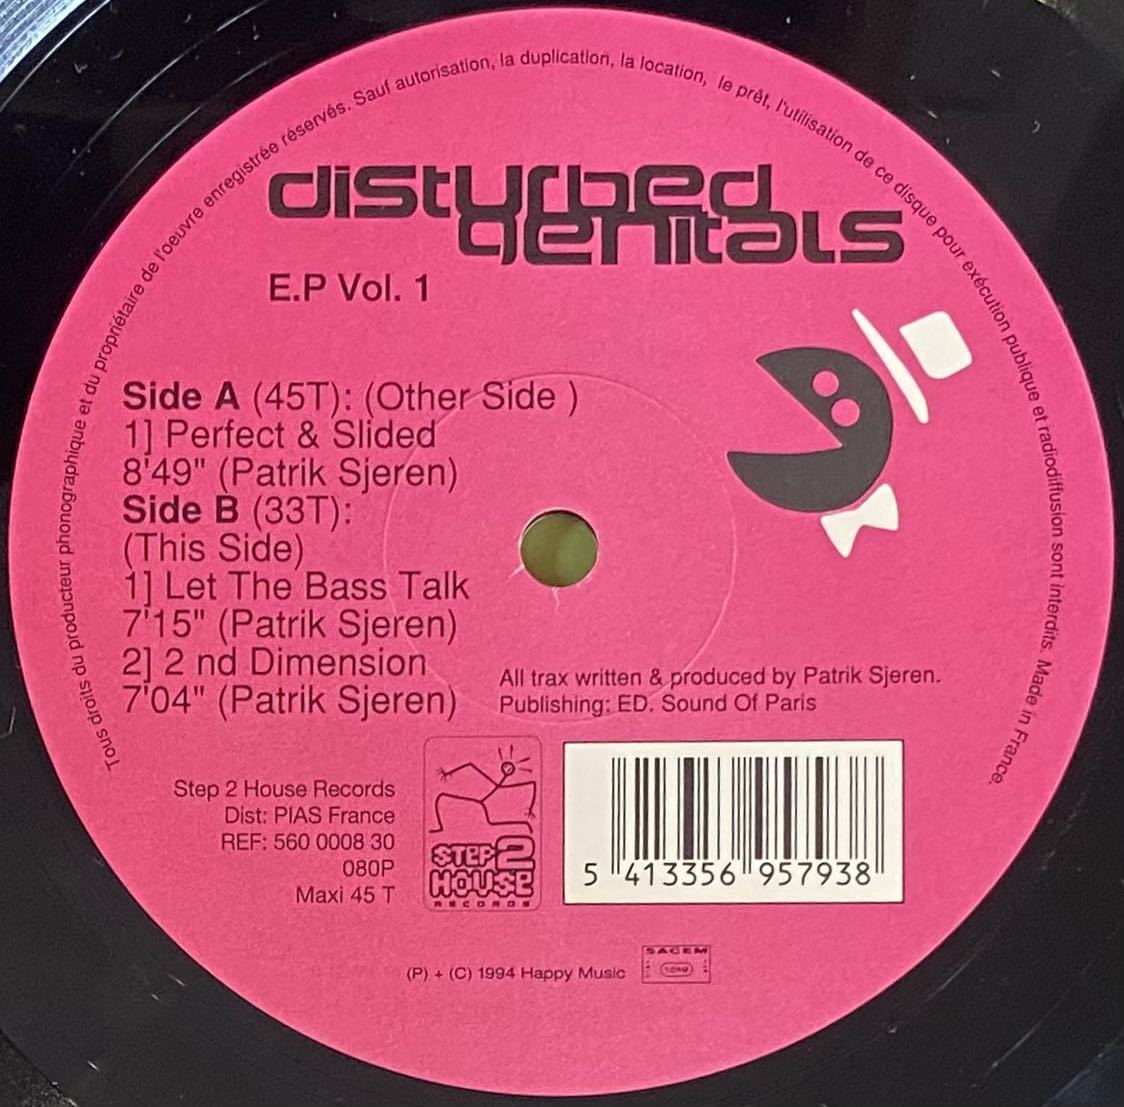 Tous droits du producteur phonographique et du propriétaire de l'oeuvre enregistrée réservés. Sauf autorisation, la duplication, la location, le prêt, l'utilisation de ce disque pour exécution publique et radiodiffusion sont interdits. Made in France.
disturbed
genitals
E.P Vol. 1
Side A (45T): (Other Side )
1] Perfect & Slided
8'49" (Patrik Sjeren)
Side B (33T):
(This Side)
1] Let The Bass Talk
7'15" (Patrik Sjeren)
2] 2 nd Dimension
7'04" (Patrik Sjeren)
All trax written & produced by Patrik Sjeren.
Publishing: ED. Sound Of Paris
Step 2 House Records
Dist: PIAS France
REF: 560 0008 30
080P
Maxi 45 T
STEP 2
HOUSE
RECORDS
5 413356 957938
(P) + (C) 1994 Happy Music
SACEM